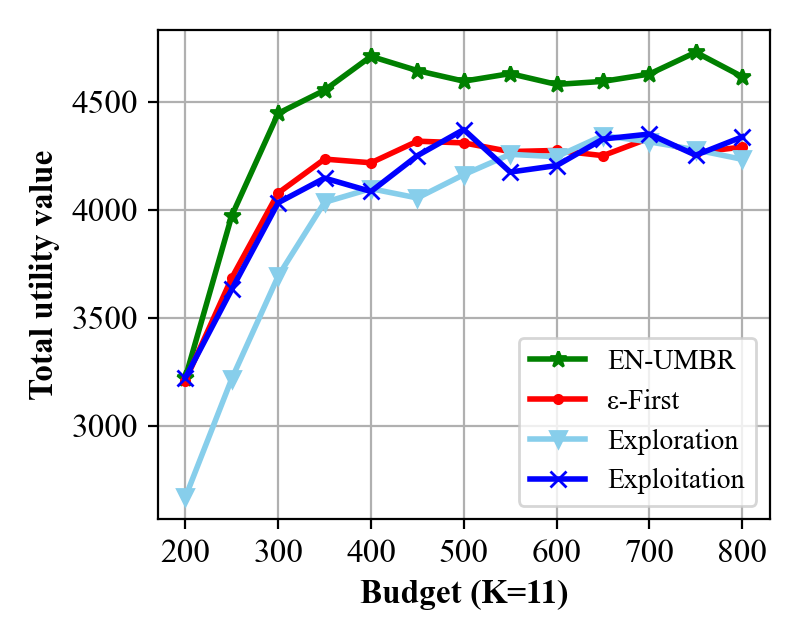 Total utility value
4500
4000
3500
3000
EN-UMBR
ε-First
Exploration
Exploitation
200 300 400 500 600 700 800
Budget (K=11)